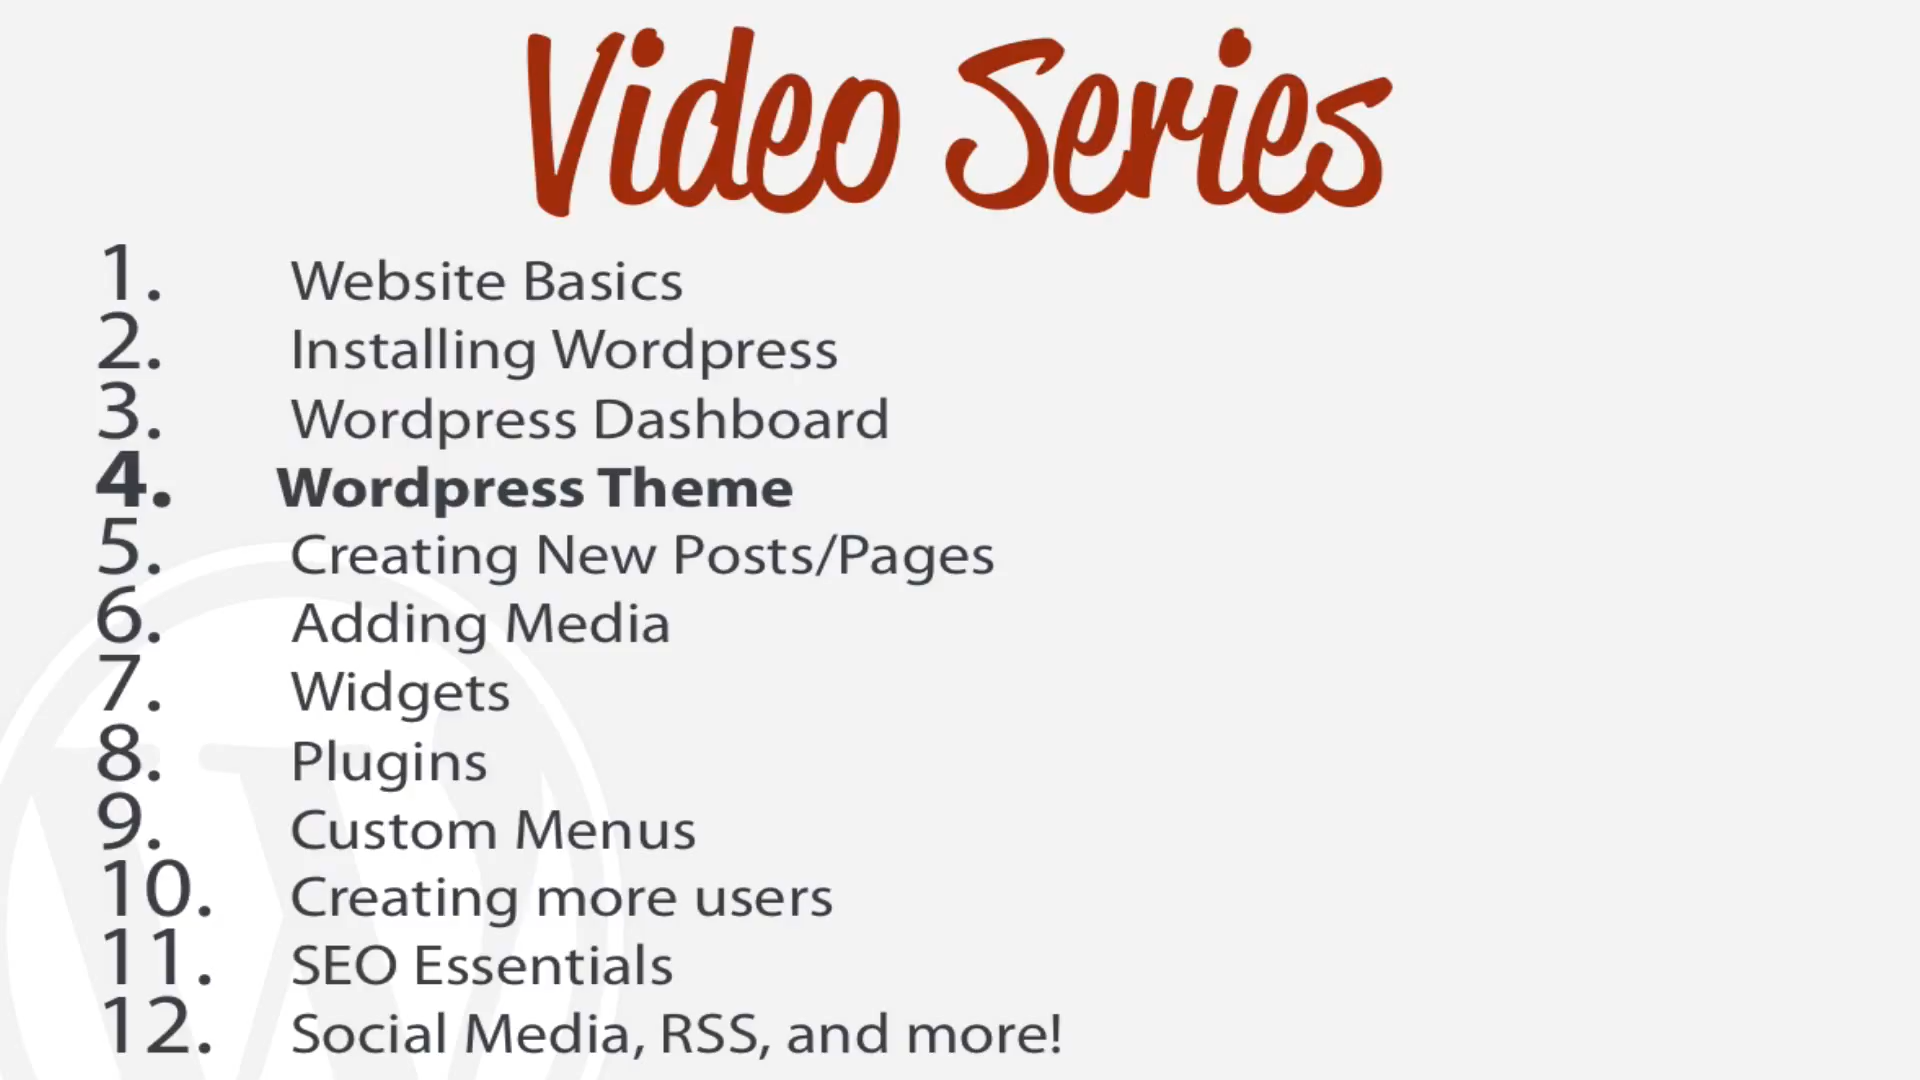 Video Series
1. Website Basics
2. Installing Wordpress
3. Wordpress Dashboard
4. Wordpress Theme
5. Creating New Posts/Pages
6. Adding Media
7. Widgets
8. Plugins
9. Custom Menus
10. Creating more users
11. SEO Essentials
12. Social Media, RSS, and more!